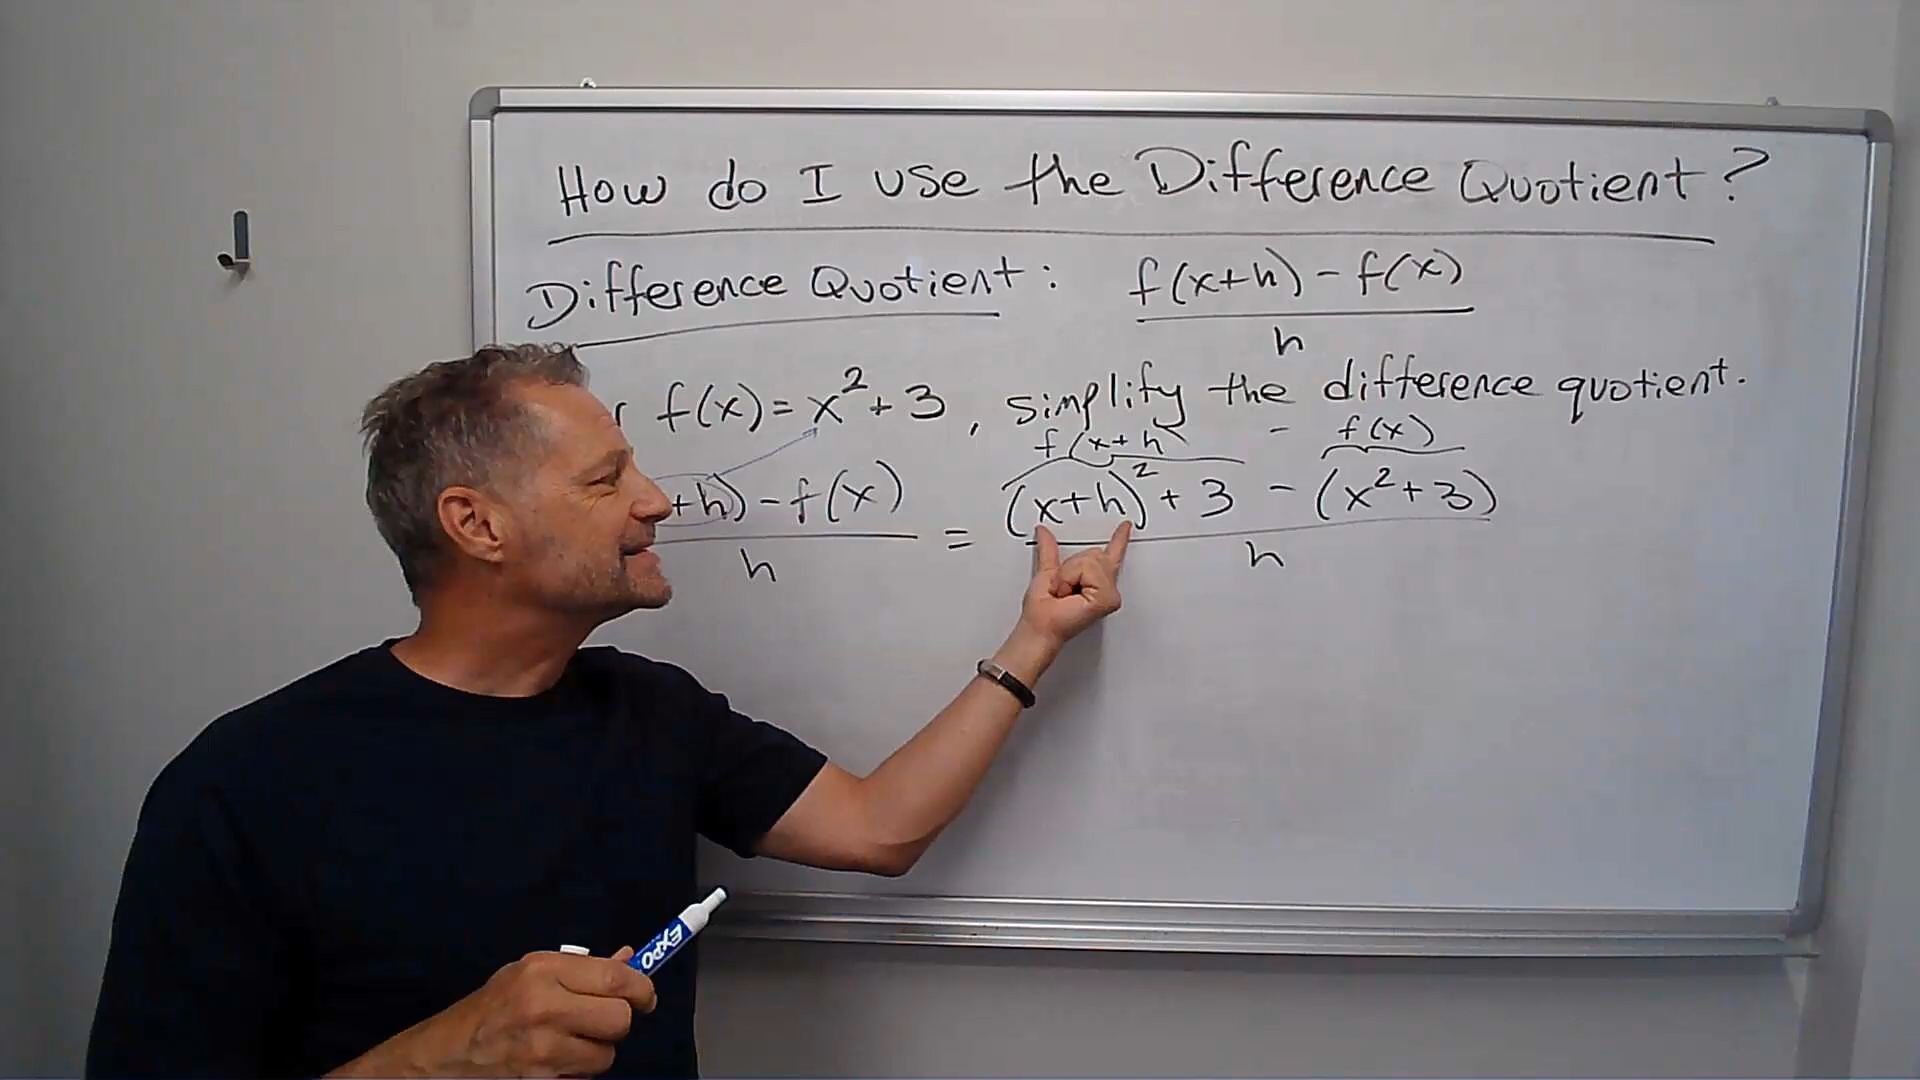 How do I use the Difference Quotient?
Difference Quotient: f(x+h) - f(x) / h
f(x) = x² + 3, simplify the difference quotient.
f(x+h) - f(x)
+h) - f(x) / h = (x+h)² + 3 - (x² + 3) / h
EXPO